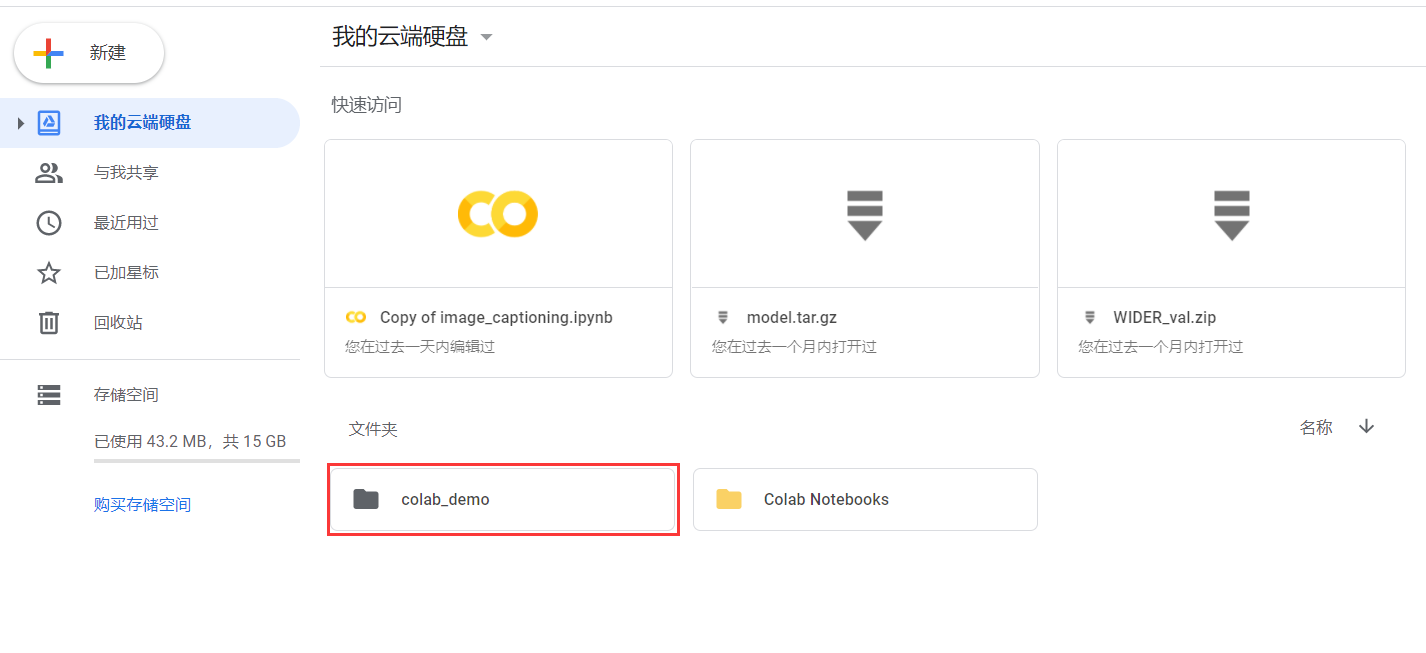 新建
我的云端硬盘
与我共享
最近用过
已加星标
回收站
存储空间
已使用 43.2 MB，共 15 GB
购买存储空间
我的云端硬盘
快速访问
Copy of image_captioning.ipynb
您在过去一天内编辑过
model.tar.gz
您在过去一个月内打开过
WIDER_val.zip
您在过去一个月内打开过
文件夹
名称
colab_demo
Colab Notebooks